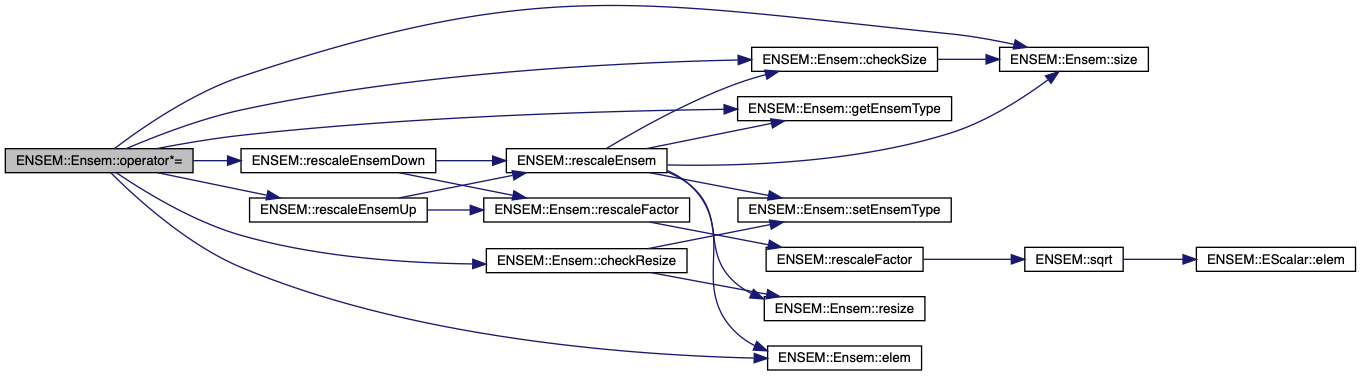 ENSEM::Ensem::operator*=
ENSEM::rescaleEnsemDown
ENSEM::rescaleEnsemUp
ENSEM::Ensem::checkResize
ENSEM::rescaleEnsem
ENSEM::Ensem::rescaleFactor
ENSEM::Ensem::checkSize
ENSEM::Ensem::getEnsemType
ENSEM::Ensem::setEnsemType
ENSEM::rescaleFactor
ENSEM::Ensem::resize
ENSEM::Ensem::elem
ENSEM::Ensem::size
ENSEM::sqrt
ENSEM::EScalar::elem